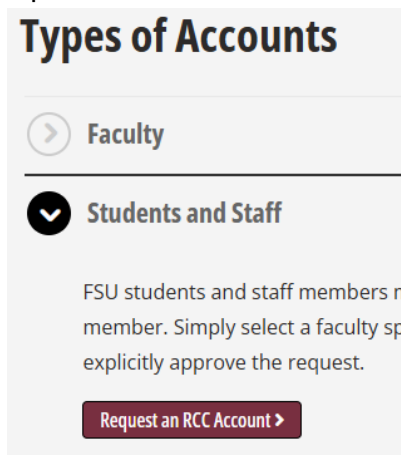 Types of Accounts
Faculty
Students and Staff
FSU students and staff members
member. Simply select a faculty
explicitly approve the request.
Request an RCC Account >